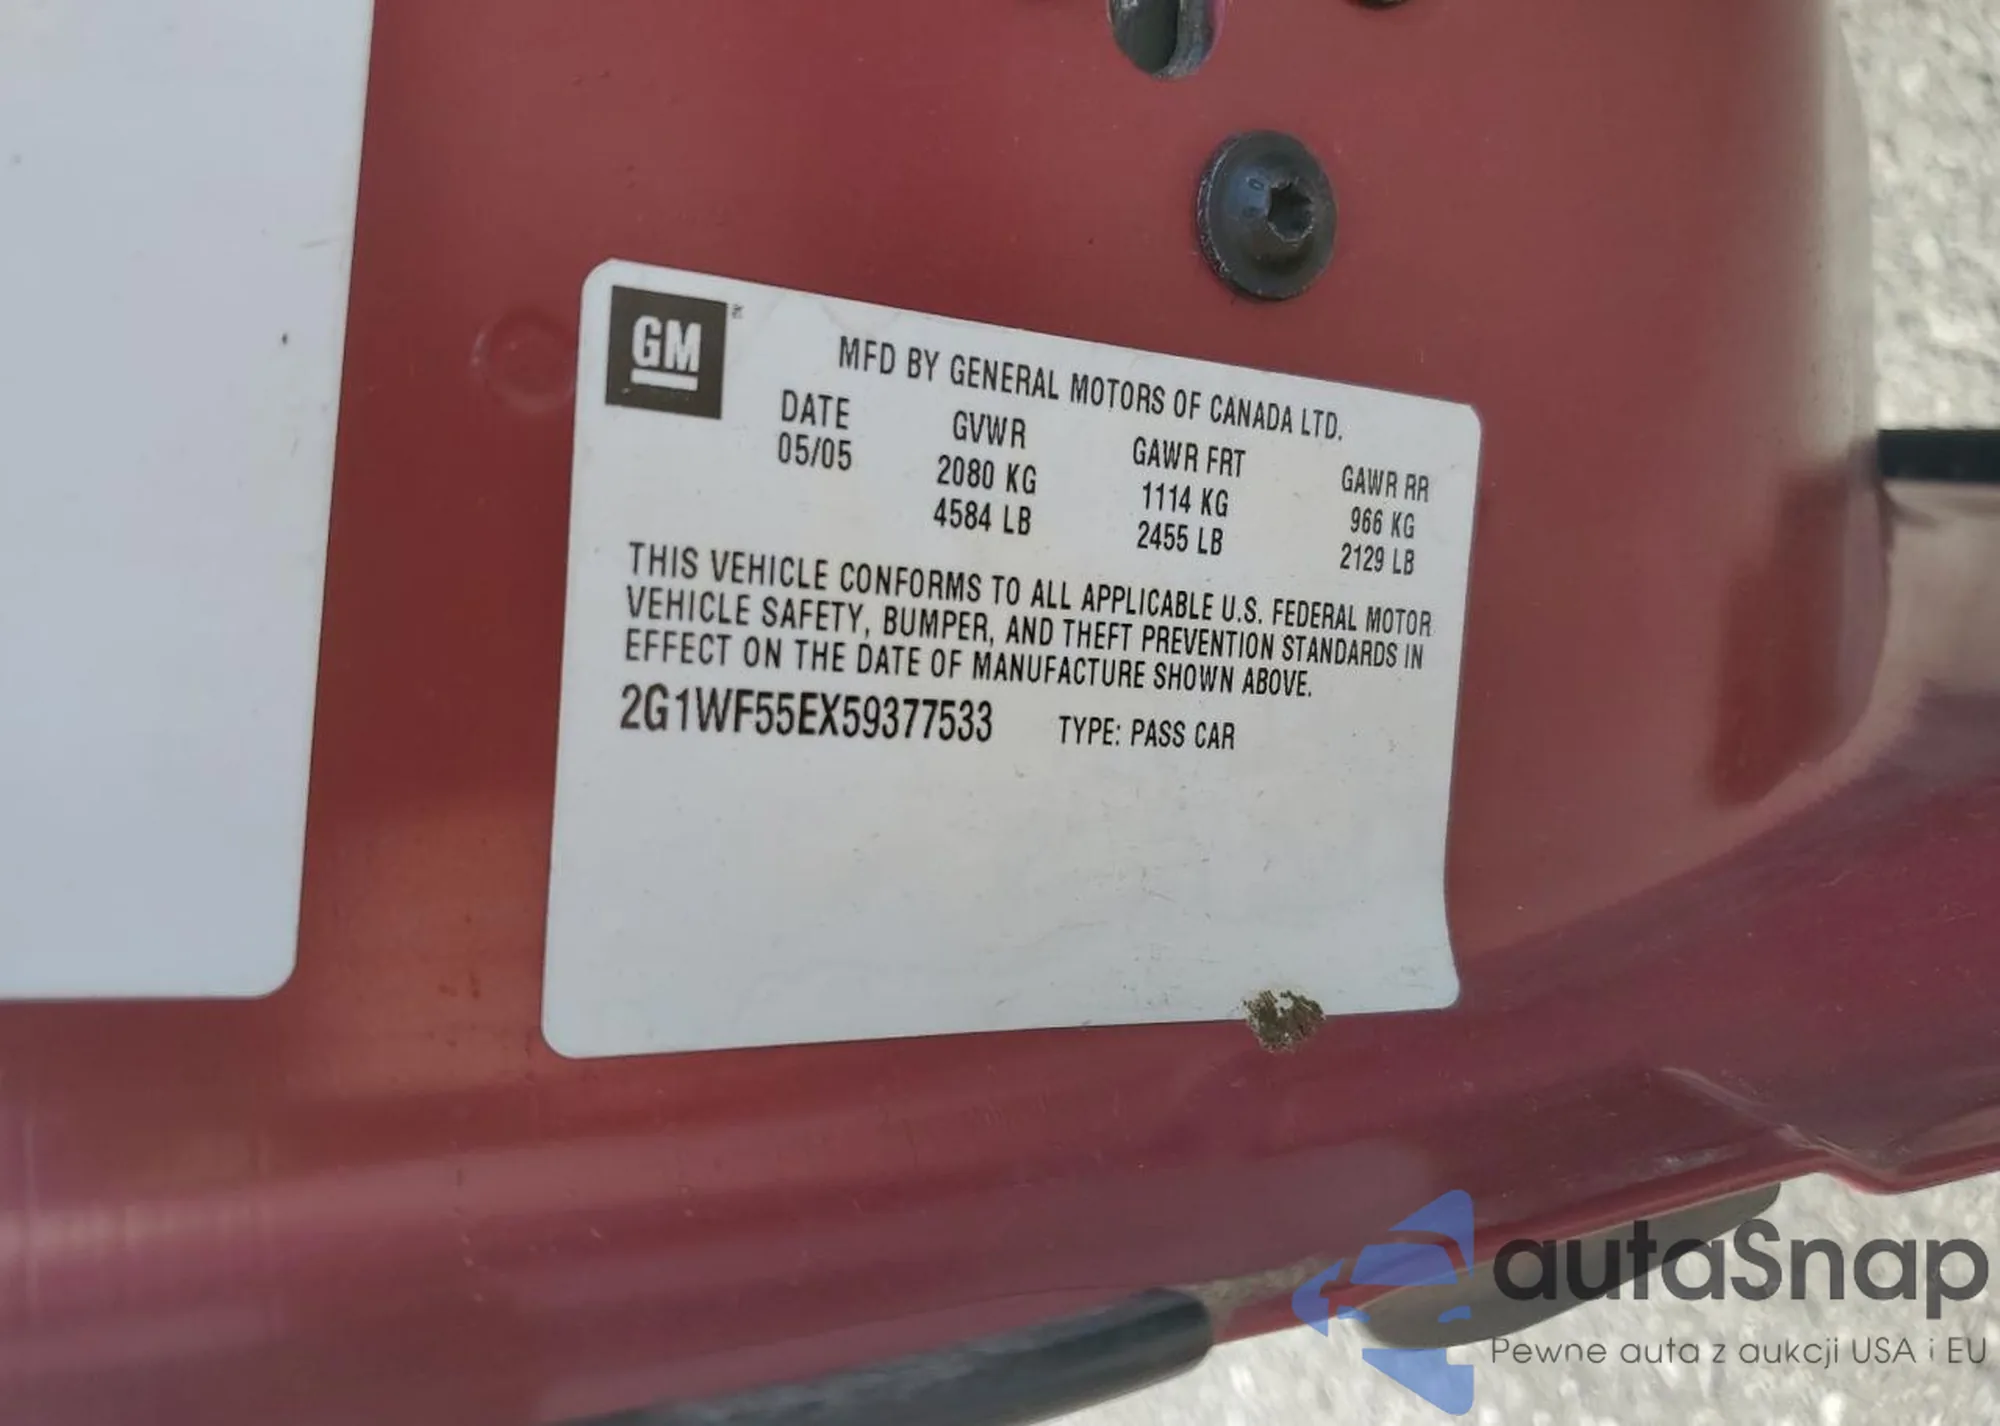 GM
MFD BY GENERAL MOTORS OF CANADA LTD.
DATE GVWR GAWR FRT GAWR RR
05/05 2080 KG 1114 KG 966 KG
4584 LB 2455 LB 2129 LB
THIS VEHICLE CONFORMS TO ALL APPLICABLE U.S. FEDERAL MOTOR
VEHICLE SAFETY, BUMPER, AND THEFT PREVENTION STANDARDS IN
EFFECT ON THE DATE OF MANUFACTURE SHOWN ABOVE.
2G1WF55EX59377533 TYPE: PASS CAR
autaSnap
Pewne auta z aukcji USA i EU